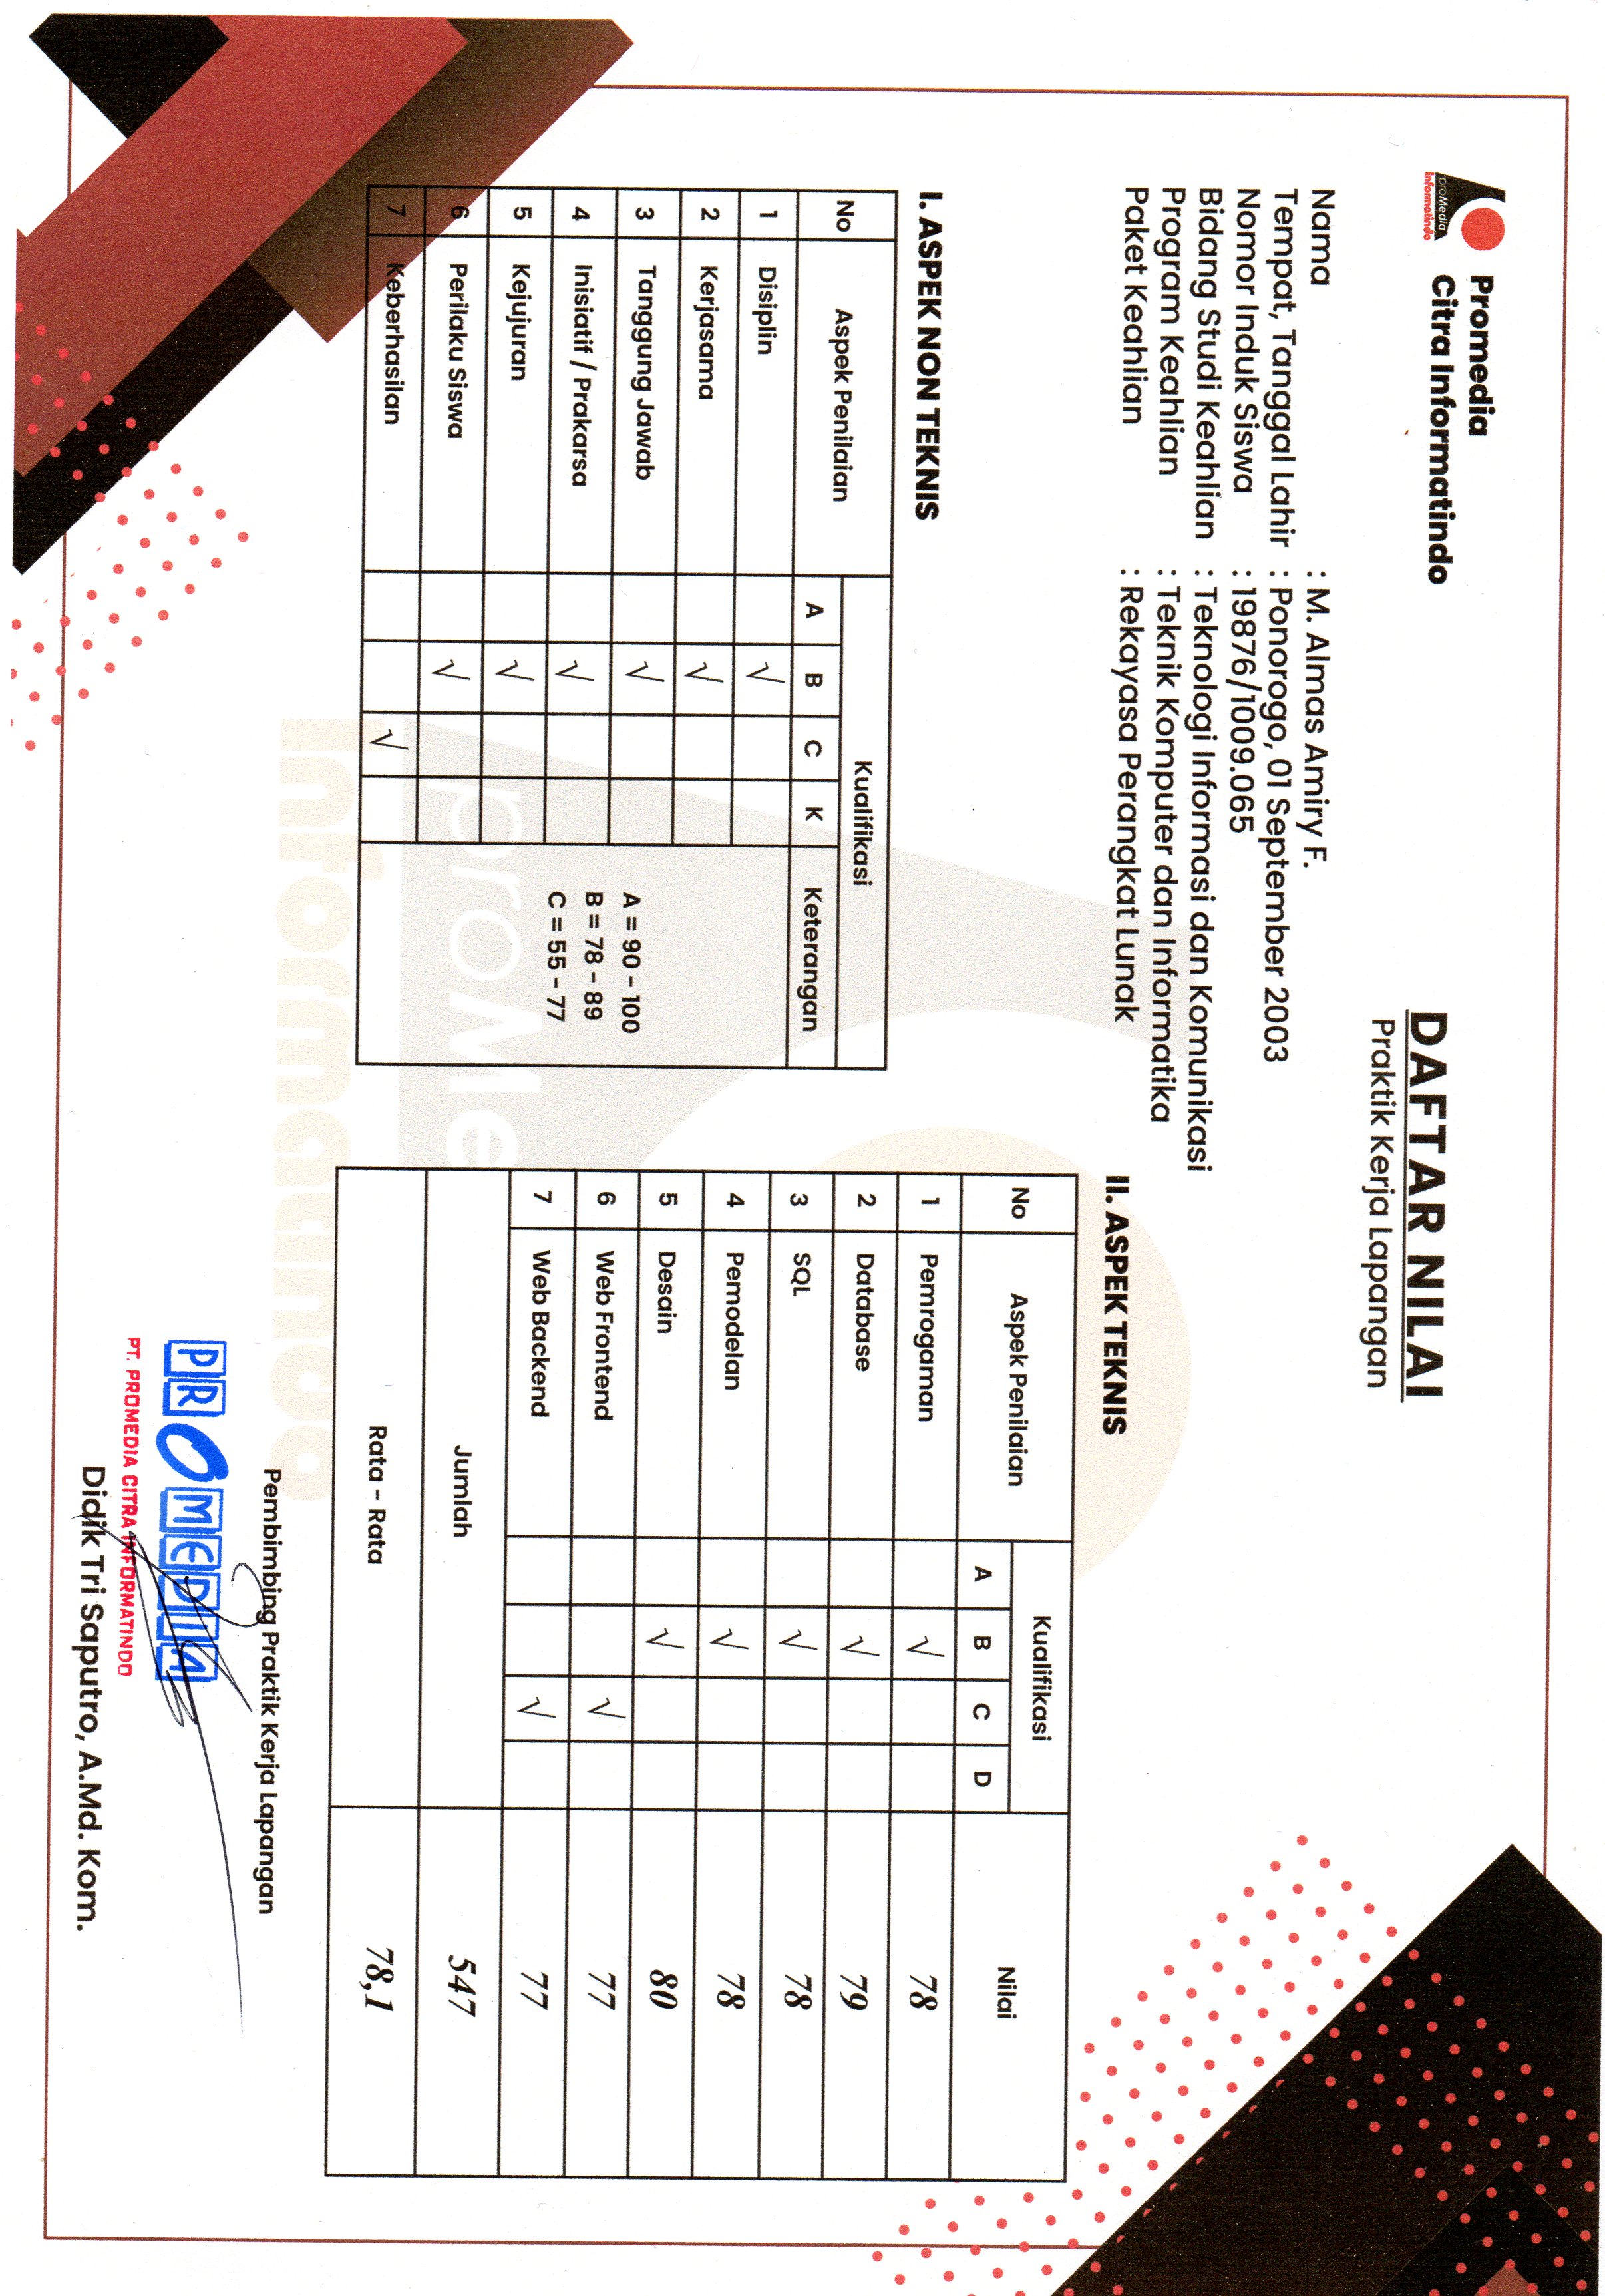 proMedia
Informatindo
Promedia
Citra Informatindo
DAFTAR NILAI
Praktik Kerja Lapangan
Nama : M. Almas Amiry F.
Tempat, Tanggal Lahir : Ponorogo, 01 September 2003
Nomor Induk Siswa : 19876/1009.065
Bidang Studi Keahlian : Teknologi Informasi dan Komunikasi
Program Keahlian : Teknik Komputer dan Informatika
Paket Keahlian : Rekayasa Perangkat Lunak
I. ASPEK NON TEKNIS
No Aspek Penilaian Kualifikasi
A B C K Keterangan
1 Disiplin √
2 Kerjasama √
3 Tanggung Jawab √
4 Inisiatif / Prakarsa √
5 Kejujuran √
6 Perilaku Siswa √
7 Keberhasilan √
A = 90 - 100
B = 78 - 89
C = 55 - 77
II. ASPEK TEKNIS
No Aspek Penilaian Kualifikasi Nilai
A B C D
1 Pemrogaman √ 78
2 Database √ 79
3 SQL √ 78
4 Pemodelan √ 78
5 Desain √ 80
6 Web Frontend √ 77
7 Web Backend √ 77
Jumlah 547
Rata - Rata 78,1
proMe
Informatindo
Pembimbing Praktik Kerja Lapangan
PROMEDIA
PT. PROMEDIA CITRA INFORMATINDO
Didik Tri Saputro, A.Md. Kom.